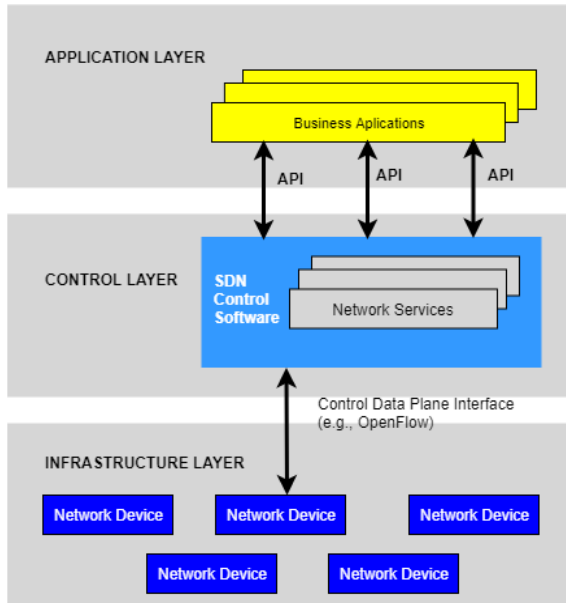 APPLICATION LAYER
Business Aplications
API
API
API
CONTROL LAYER
SDN
Control
Software
Network Services
Control Data Plane Interface
(e.g., OpenFlow)
INFRASTRUCTURE LAYER
Network Device
Network Device
Network Device
Network Device
Network Device